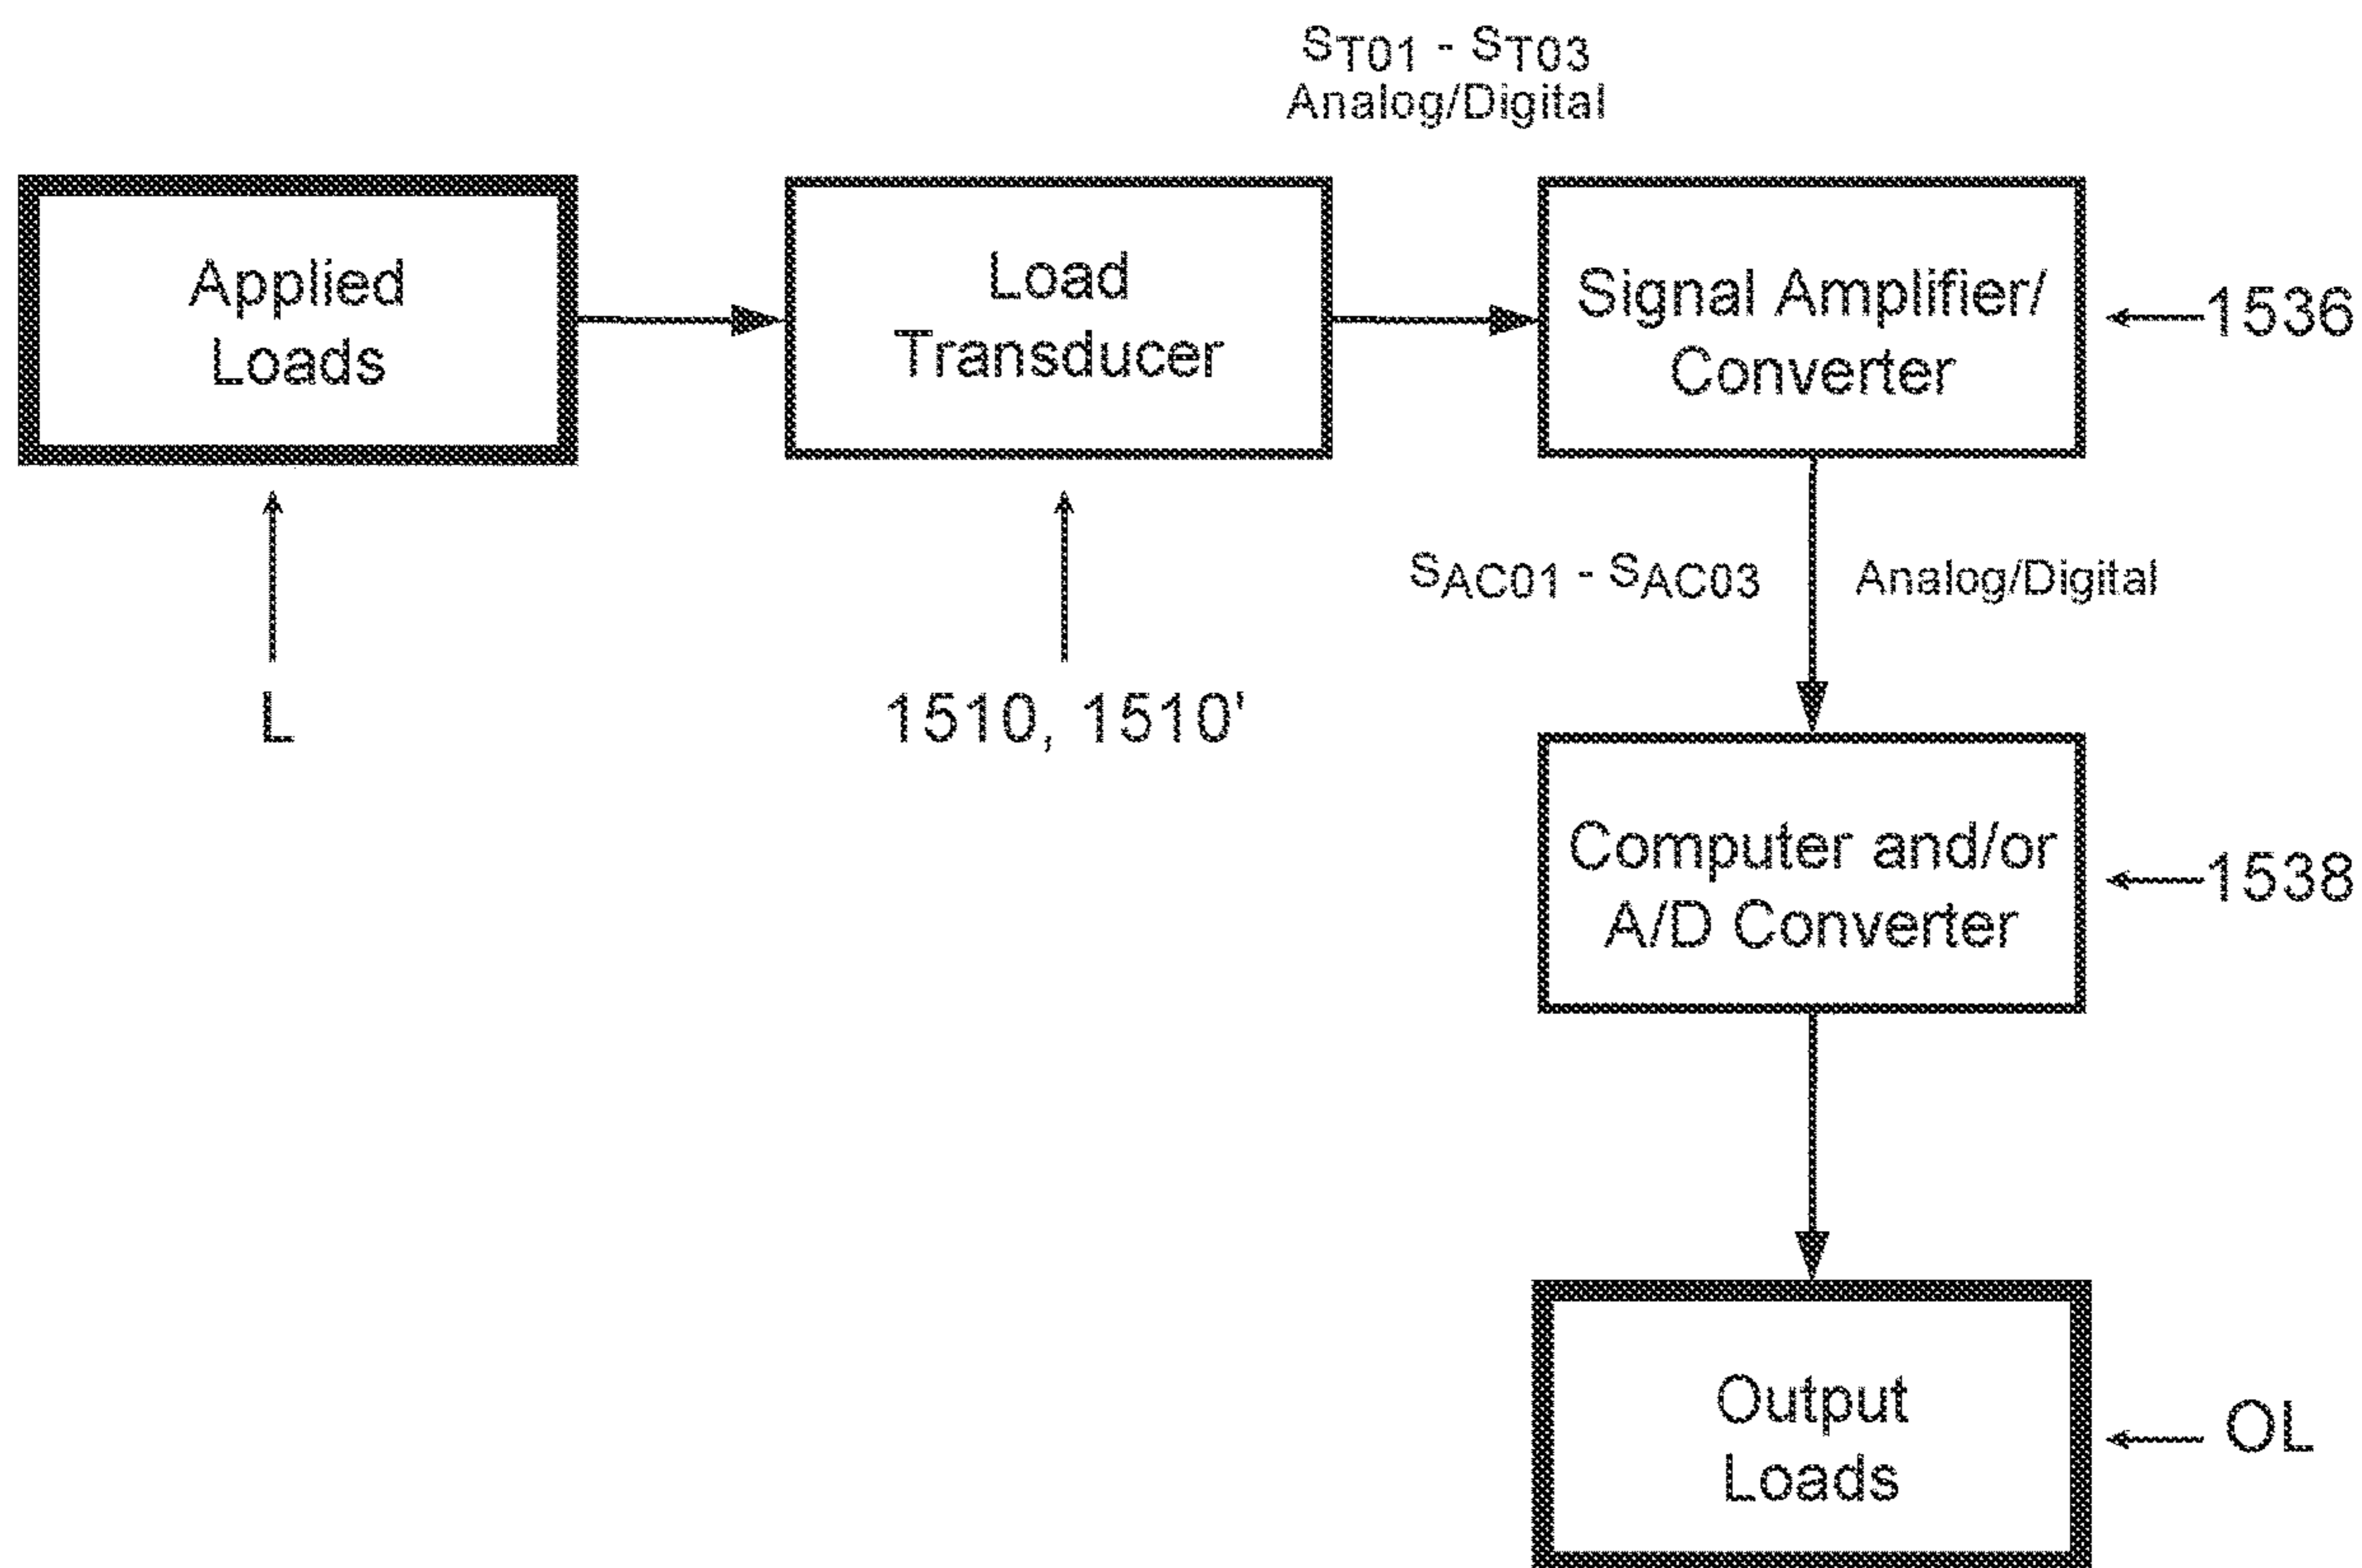 ST01 - ST03
Analog/Digital
Applied
Loads
Load
Transducer
Signal Amplifier/
Converter
1536
SAC01 - SAC03
Analog/Digital
L
1510, 1510'
Computer and/or
A/D Converter
1538
Output
Loads
OL